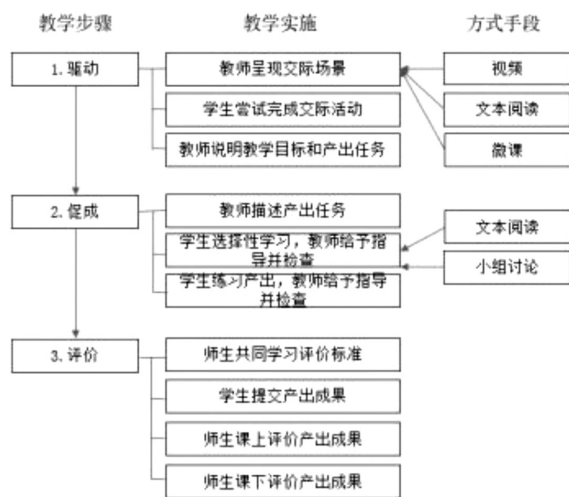 教学步骤 教学实施 方式手段
1.驱动 教师呈现交际场景 视频
学生尝试完成交际活动 文本阅读
教师说明教学目标和产出任务 微课
2.促成 教师描述产出任务
学生选择性学习，教师给予指 文本阅读
导并检查
小组讨论
学生练习产出，教师给予指导
并检查
3.评价 师生共同学习评价标准
学生提交产出成果
师生课上评价产出成果
师生课下评价产出成果